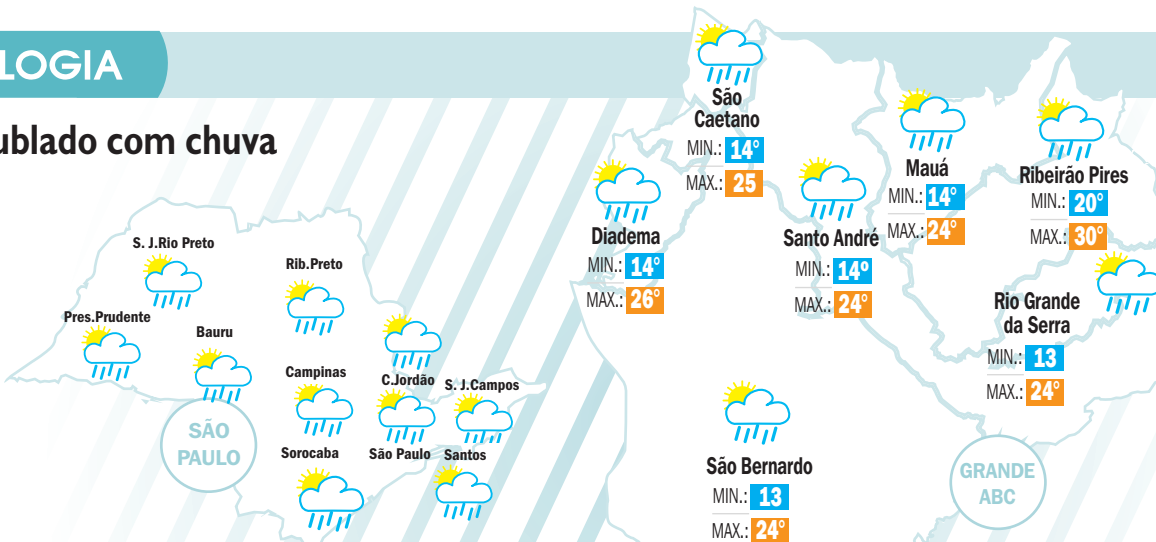 LOGIA
ublado com chuva
S. J.Rio Preto
Rib.Preto
Pres.Prudente
Bauru
Campinas
C.Jordão
S. J.Campos
SÃO
PAULO
Sorocaba
São Paulo
Santos
São
Caetano
MIN.: 14°
MAX.: 25
Diadema
MIN.: 14°
MAX.: 26°
Santo André
MIN.: 14º
MAX.: 24°
Mauá
MIN.: 14°
MAX.: 24°
Ribeirão Pires
MIN.: 20°
MAX.: 30°
Rio Grande
da Serra
MIN.: 13
MAX.: 24°
São Bernardo
MIN.: 13
MAX.: 24°
GRANDE
ABC